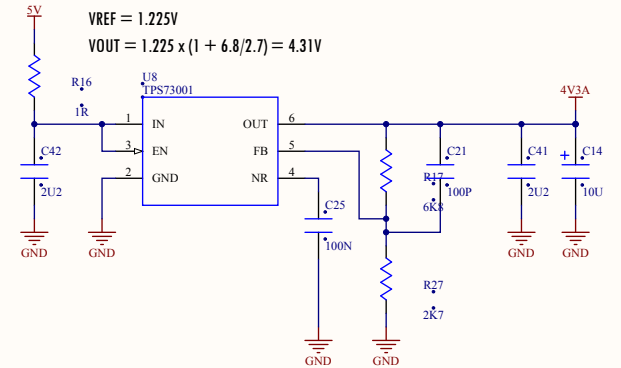 5V
VREF = 1.225V
VOUT = 1.225 x (1 + 6.8/2.7) = 4.31V
R16
1R
U8
TPS73001
4V3A
1
IN
OUT
6
3
EN
FB
5
2
GND
NR
4
C42
2U2
C21
100P
R17
6K8
C41
2U2
C14
10U
C25
100N
GND
GND
GND
GND
R27
2K7
GND
GND